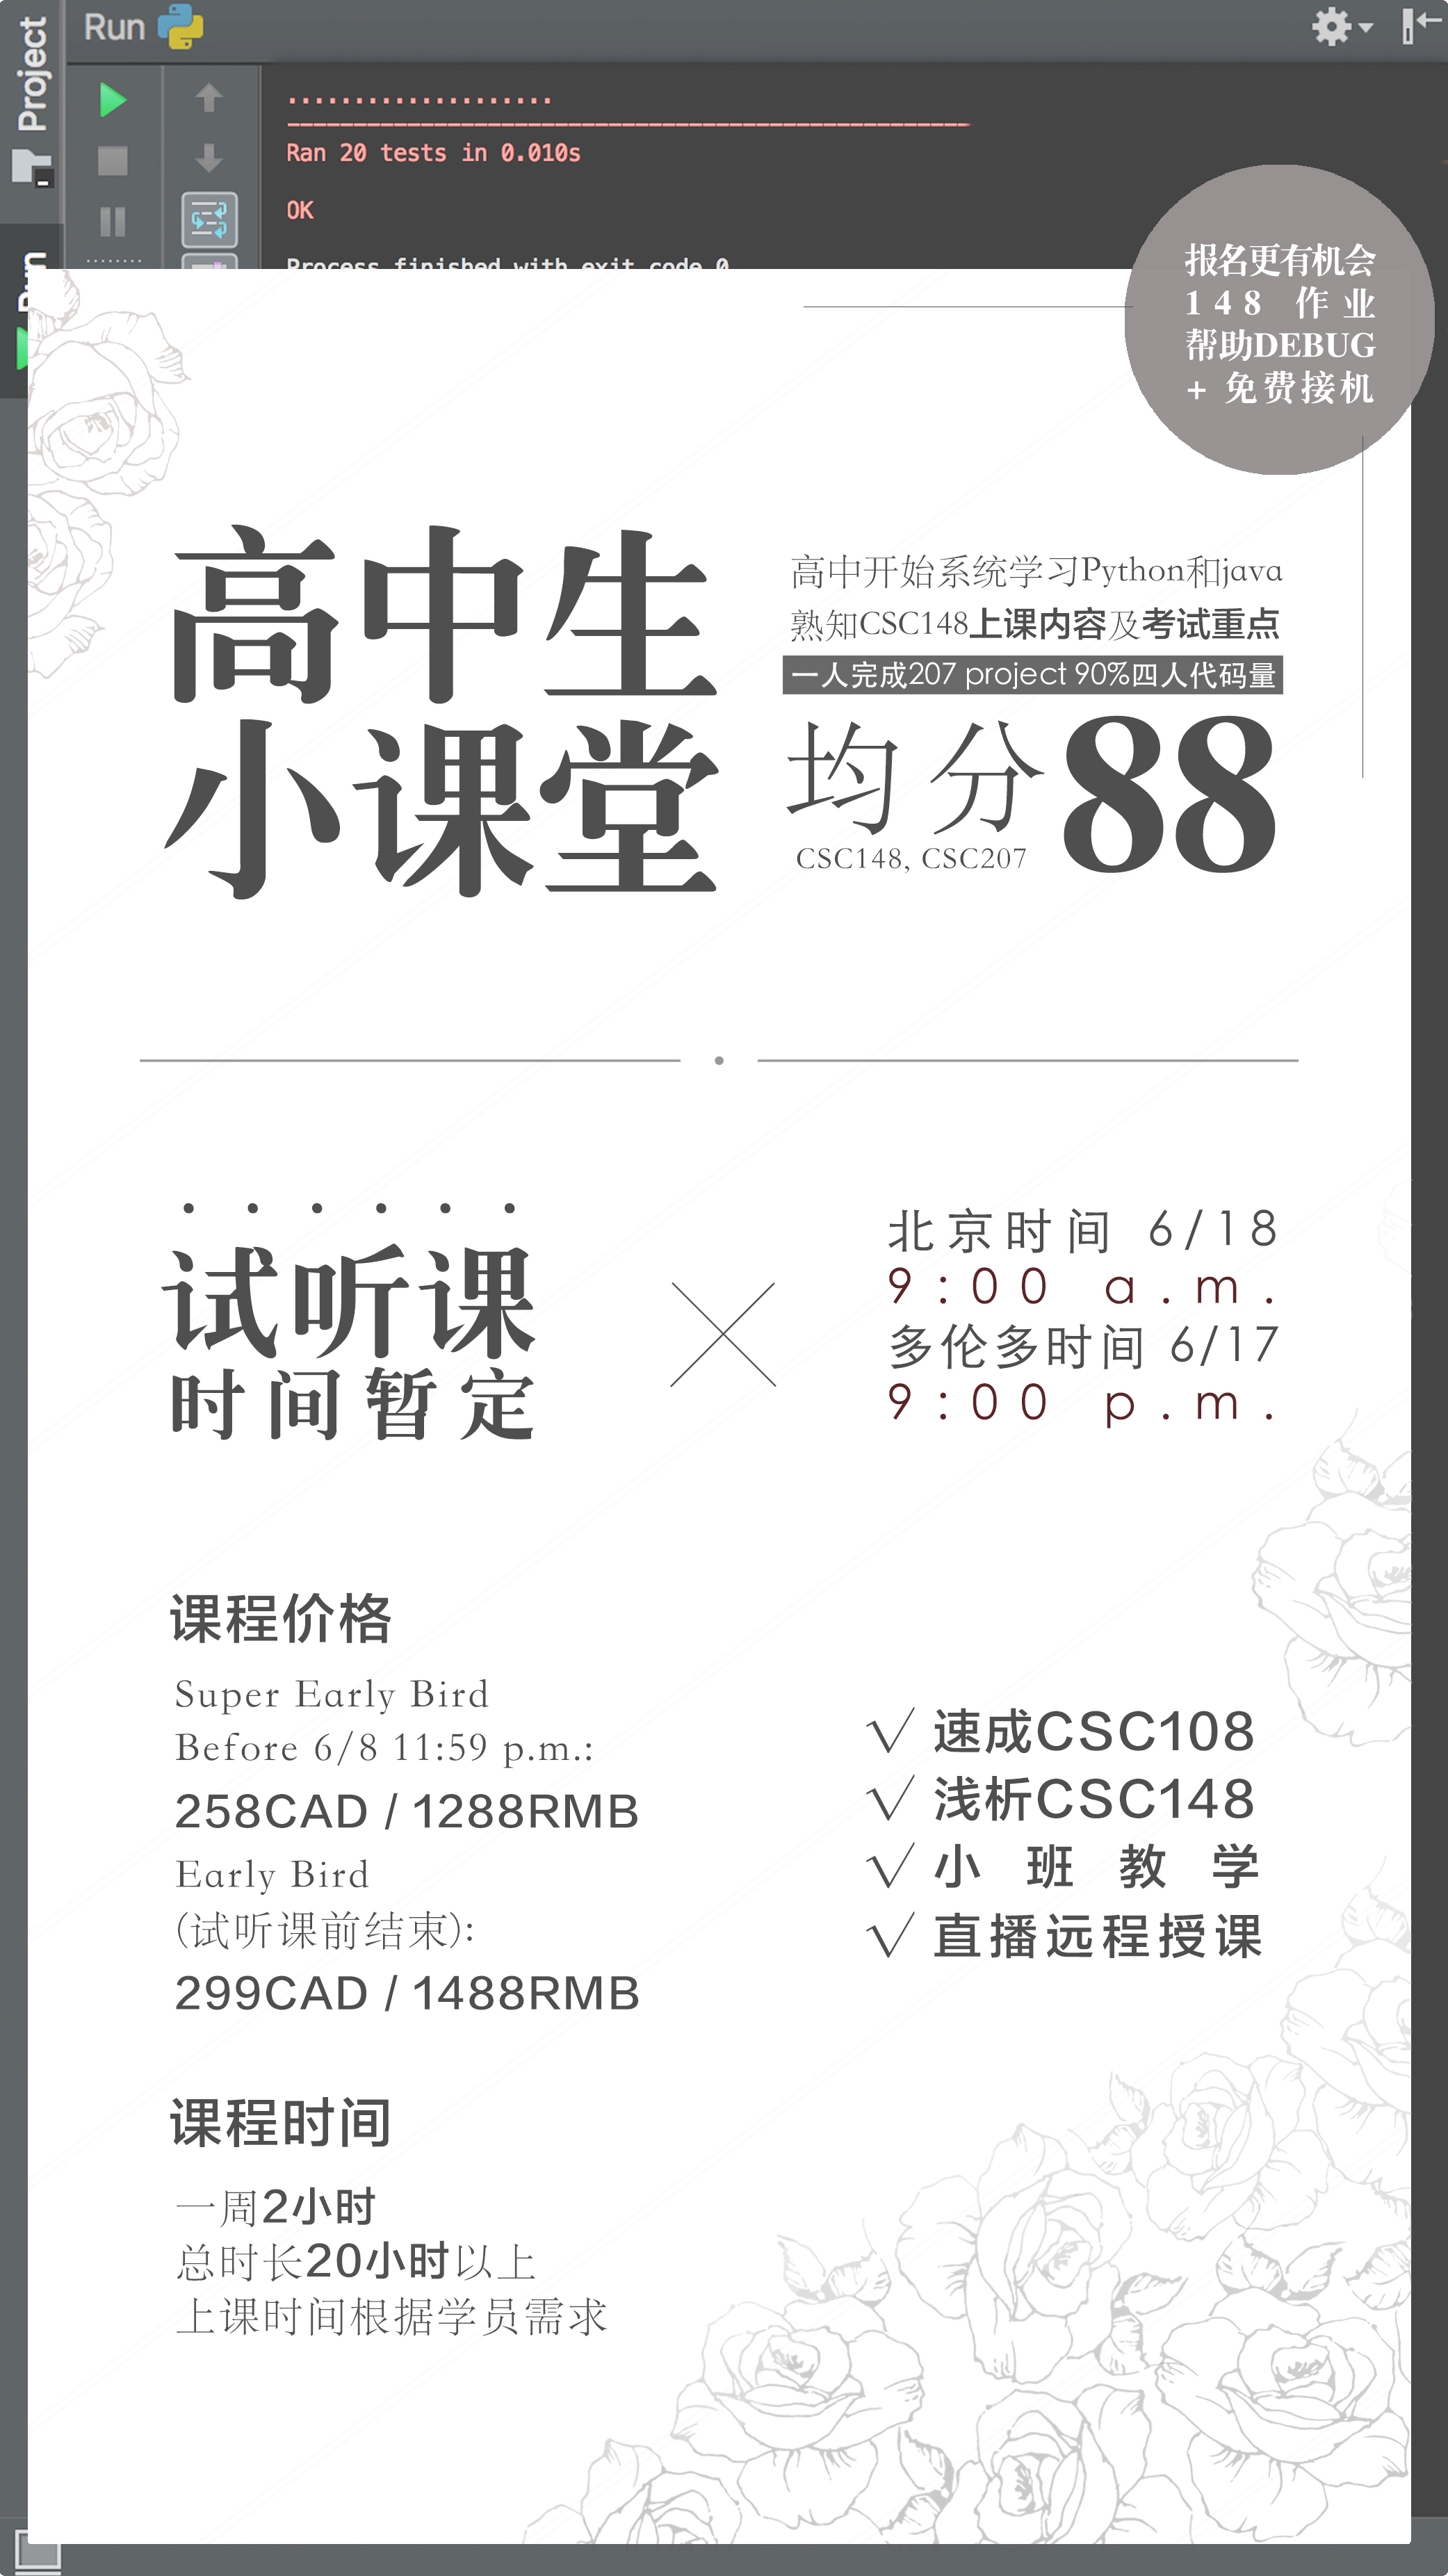 Project
Run
....................
Ran 20 tests in 0.010s
OK
Process finished with exit code 0
Run
报名更有机会
148 作业
帮助DEBUG
+ 免费接机
高中生
小课堂
高中开始系统学习Python和java
熟知CSC148上课内容及考试重点
一人完成207 project 90%四人代码量
均分88
CSC148, CSC207
试听课
时间暂定
北京时间 6/18
9:00 a.m.
多伦多时间 6/17
9:00 p.m.
课程价格
Super Early Bird
Before 6/8 11:59 p.m.:
258CAD / 1288RMB
Early Bird
(试听课前结束):
299CAD / 1488RMB
√ 速成CSC108
√ 浅析CSC148
√ 小班教学
√ 直播远程授课
课程时间
一周2小时
总时长20小时以上
上课时间根据学员需求